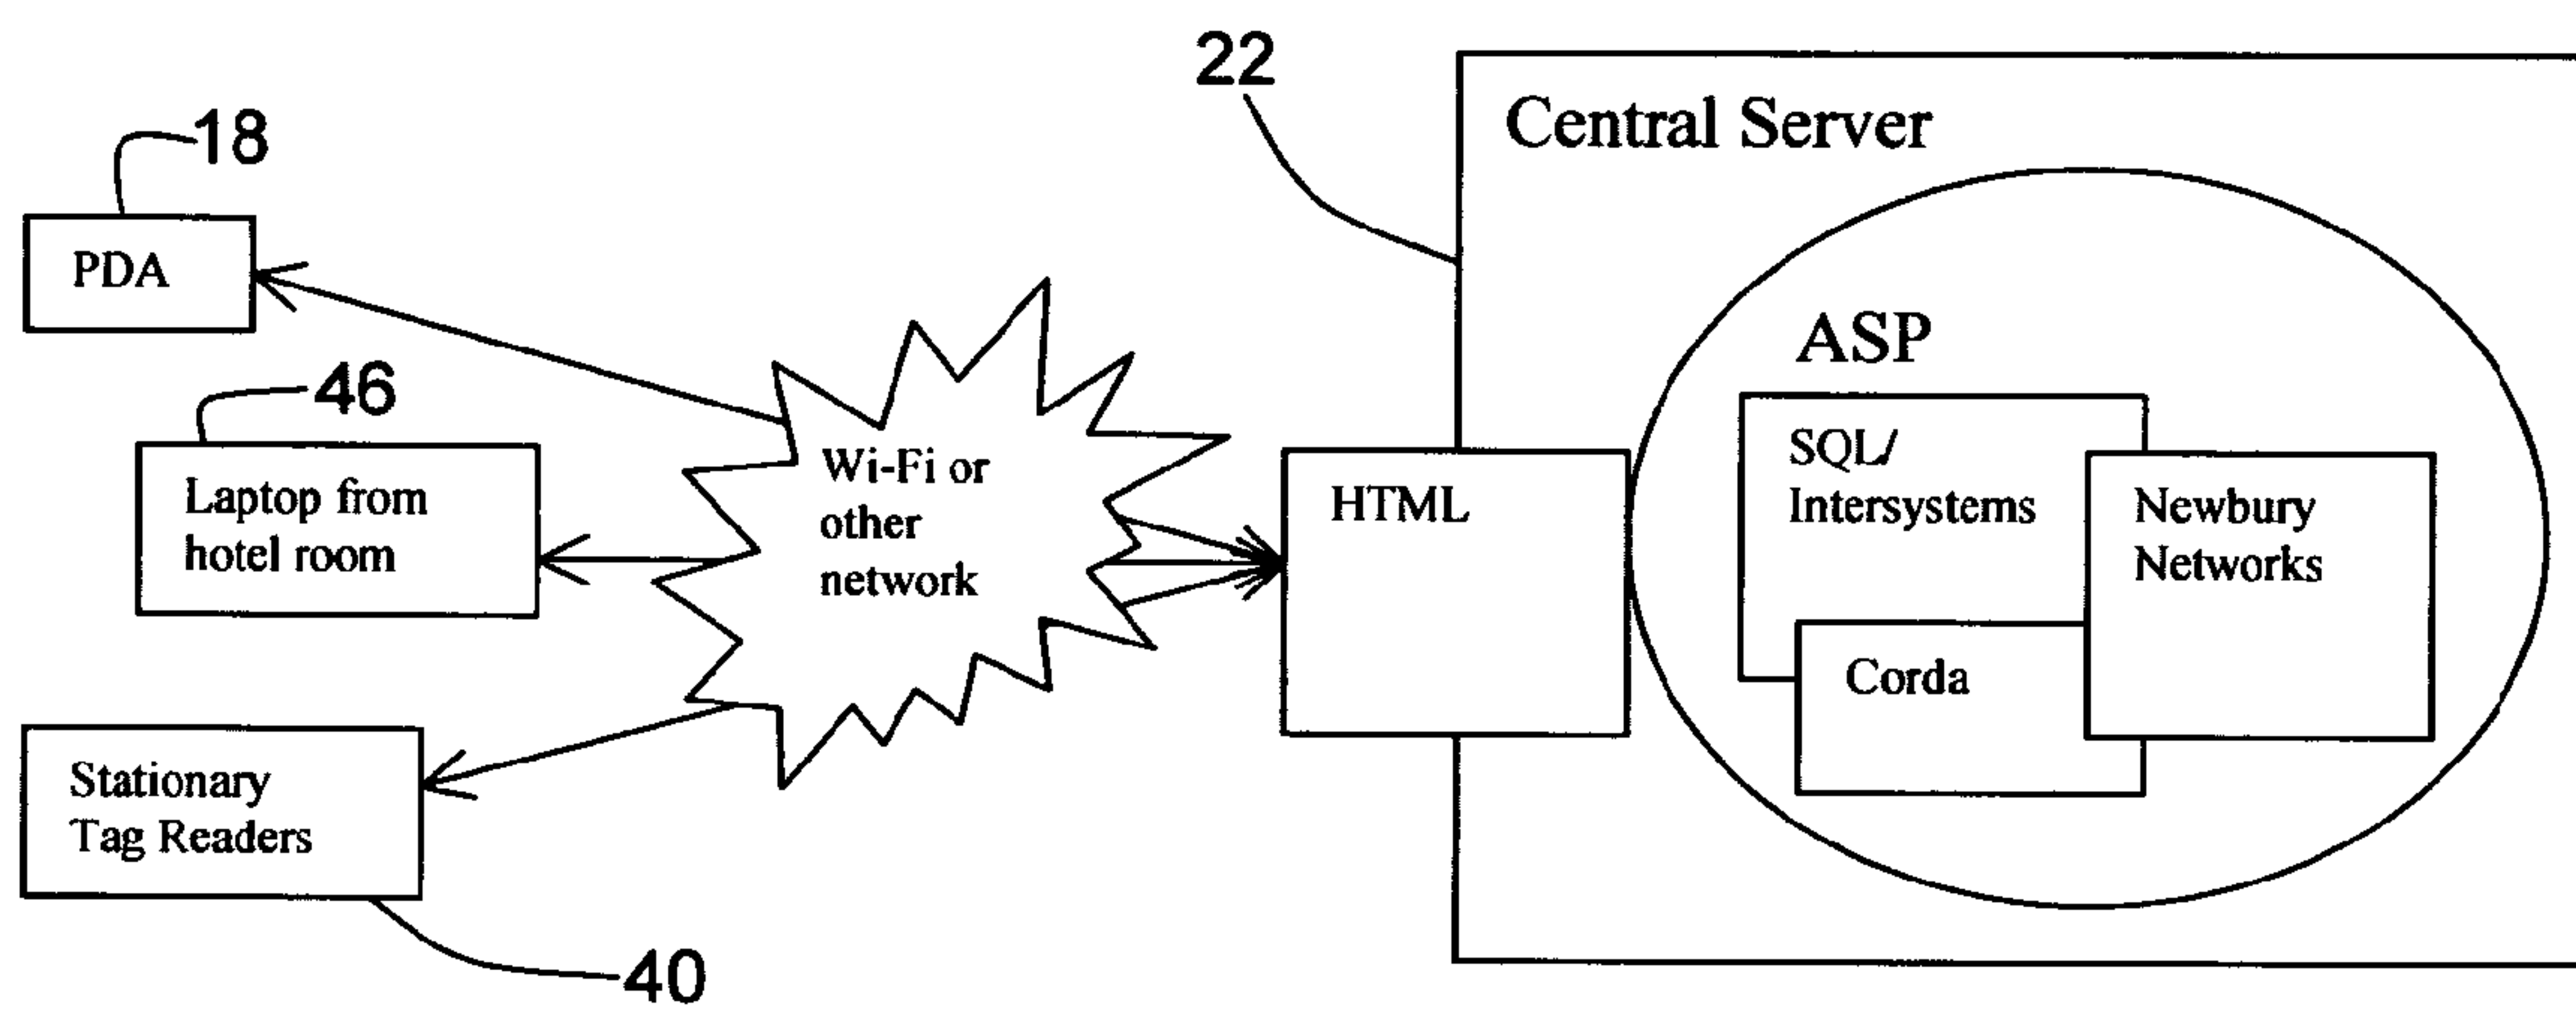 22
Central Server
18
PDA
46
Laptop from
hotel room
Wi-Fi or
other
network
HTML
ASP
SQL/
Intersystems
Newbury
Networks
Corda
Stationary
Tag Readers
40